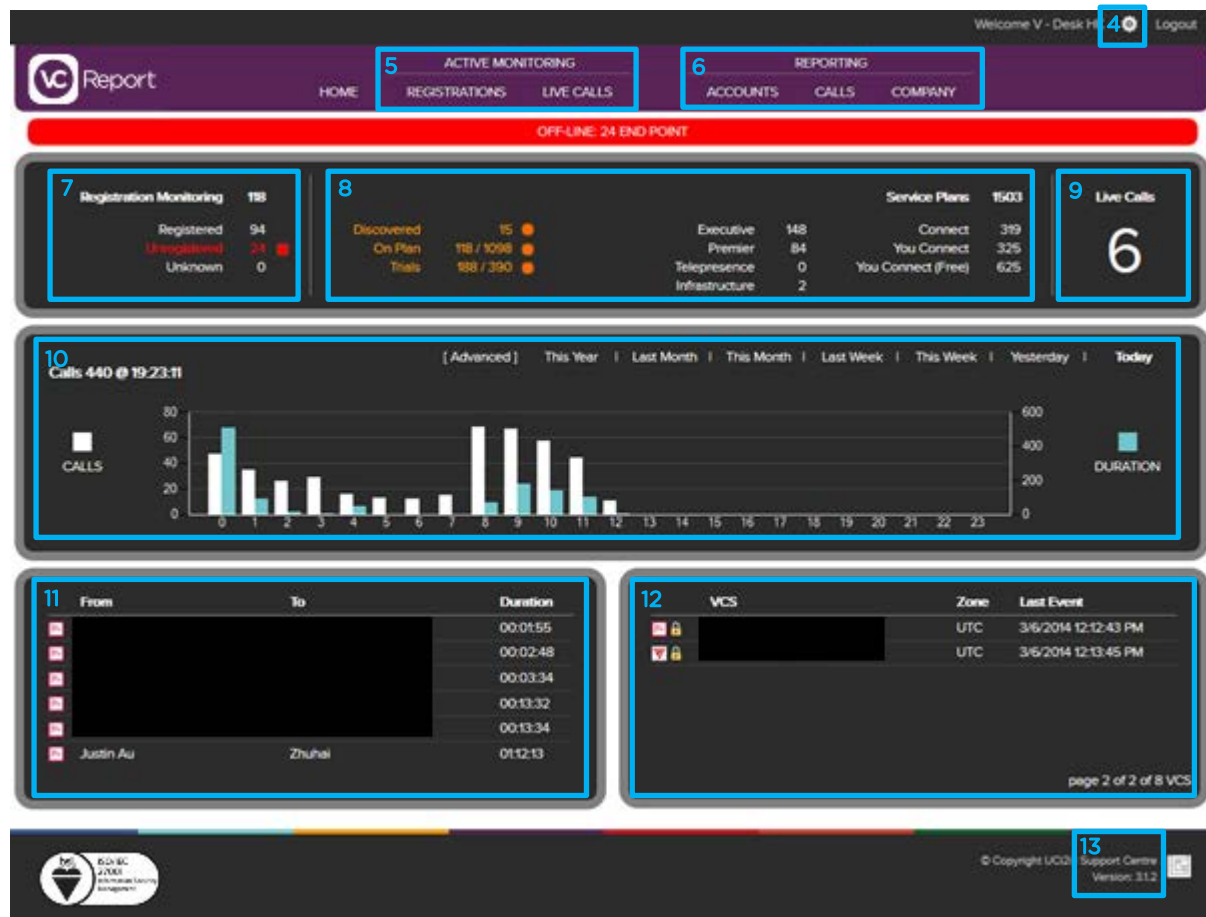 Welcome V - Desk H 4 Logout
VC Report
HOME
5 ACTIVE MONITORING
REGISTRATIONS LIVE CALLS
6 REPORTING
ACCOUNTS CALLS COMPANY
OFF-LINE: 24 END POINT
7
Registration Monitoring 118
Registered 94
Unregistered 24
Unknown 0
8
Service Plans 1503
Discovered 15
On Plan 118 / 1098
Trials 188 / 390
Executive 148
Premier 84
Telepresence 0
Infrastructure 2
Connect 319
You Connect 325
You Connect (Free) 625
9 Live Calls
6
10
Calls 440 @ 19:23:11
[ Advanced ] This Year | Last Month | This Month | Last Week | This Week | Yesterday | Today
CALLS
80
60
40
20
0
0 1 2 3 4 5 6 7 8 9 10 11 12 13 14 15 16 17 18 19 20 21 22 23
600
400
200
0
DURATION
11 From To Duration
00:01:55
00:02:48
00:03:34
00:13:32
00:13:34
Justin Au Zhuhai 01:12:13
12 VCS Zone Last Event
UTC 3/6/2014 12:12:43 PM
UTC 3/6/2014 12:13:45 PM
page 2 of 2 of 8 VCS
bsi.
ISO/IEC
27001
Information Security
Management
13
© Copyright UCi2i Support Centre
Version: 3.1.2